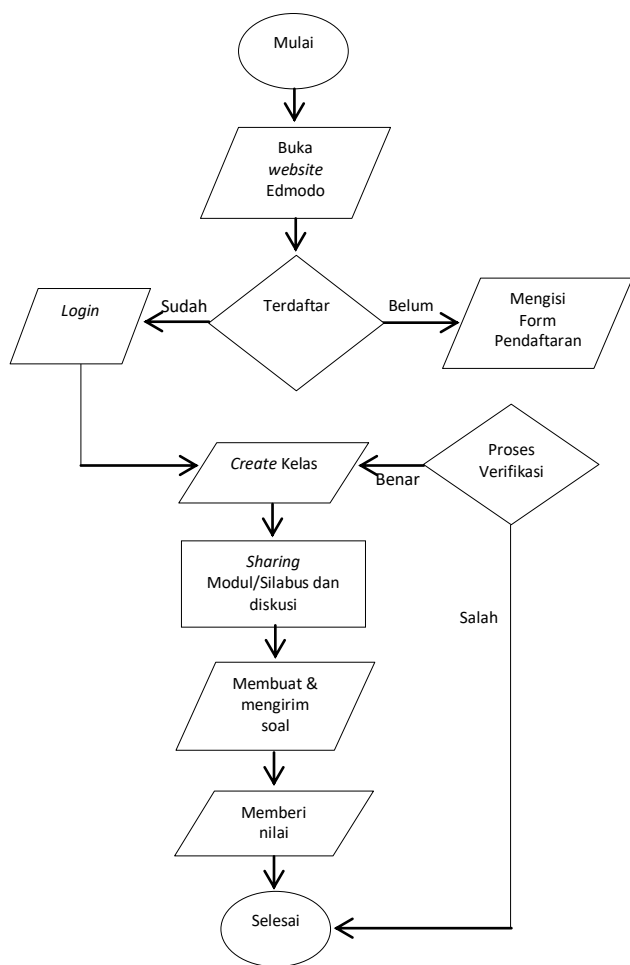 Mulai
Buka
website
Edmodo
Login
Sudah
Terdaftar
Belum
Mengisi
Form
Pendaftaran
Create Kelas
Benar
Proses
Verifikasi
Sharing
Modul/Silabus dan
diskusi
Salah
Membuat &
mengirim
soal
Memberi
nilai
Selesai